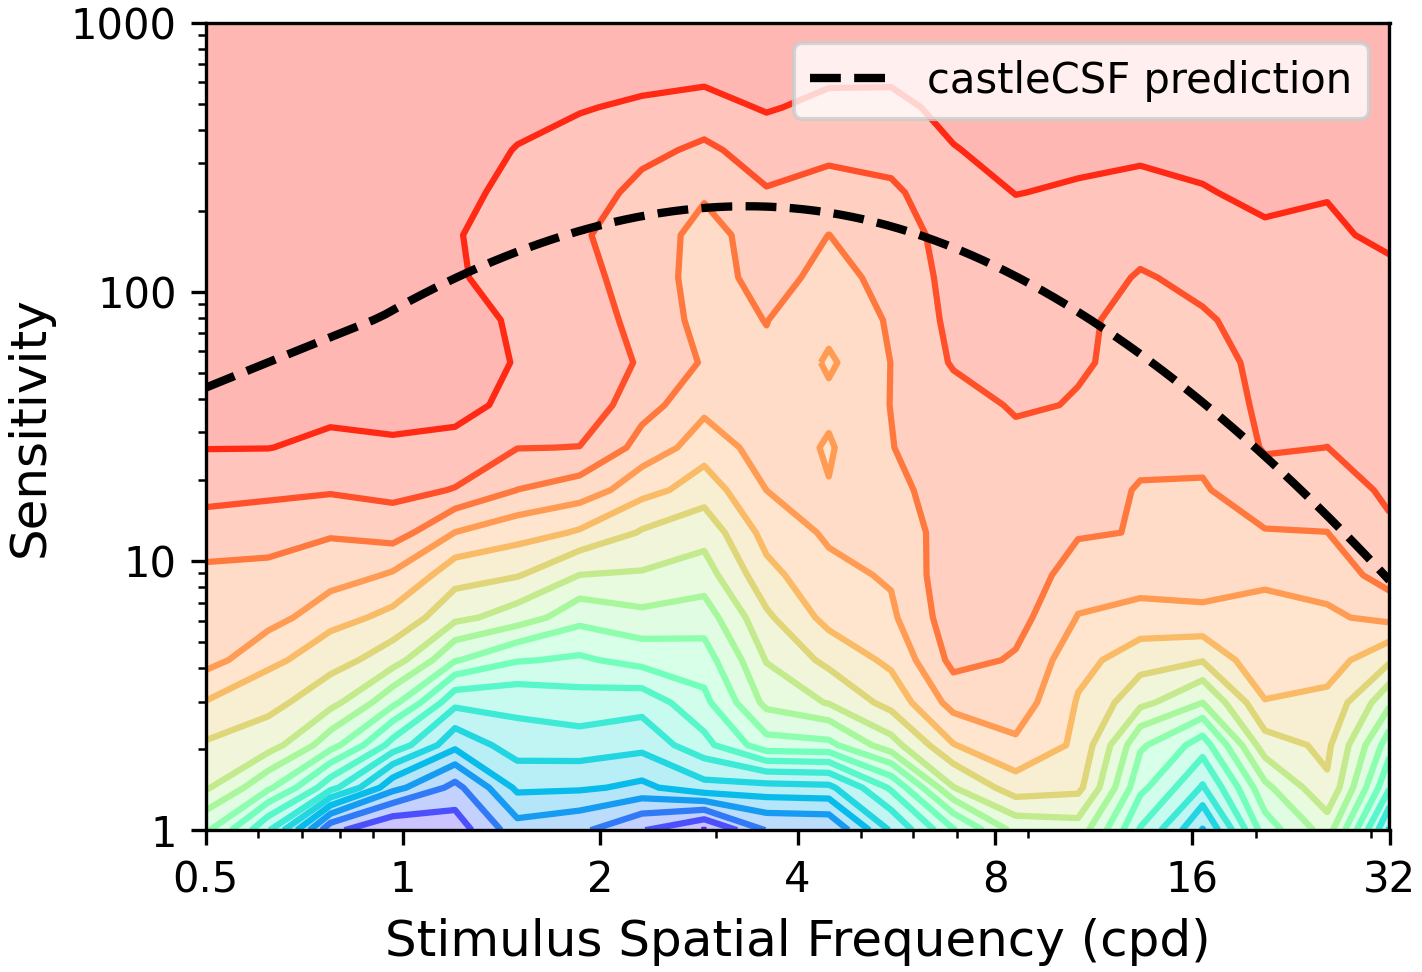 1000
castleCSF prediction
100
Sensitivity
10
1
0.5 1 2 4 8 16 32
Stimulus Spatial Frequency (cpd)